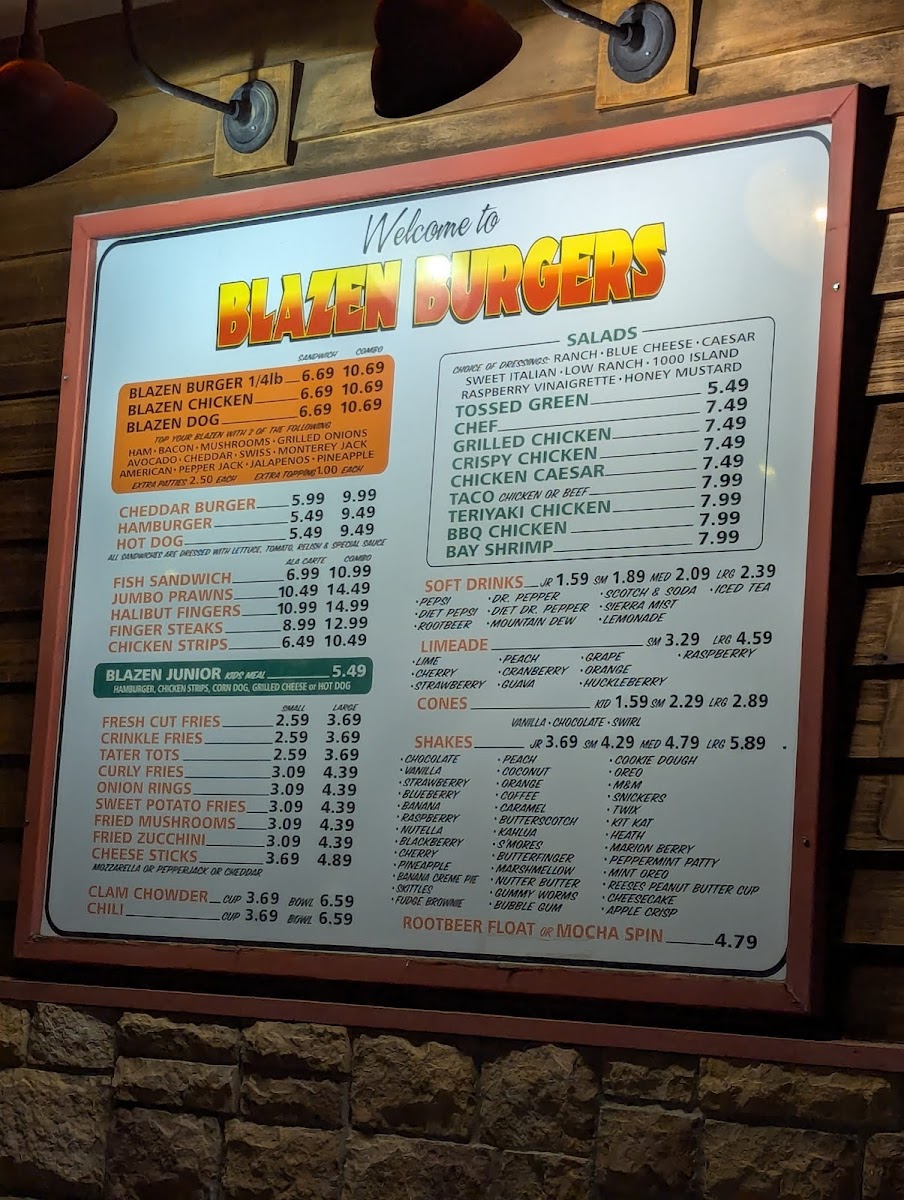 Welcome to
BLAZEN BURGERS
SANDWICH COMBO
BLAZEN BURGER 1/4lb 6.69 10.69
BLAZEN CHICKEN 6.69 10.69
BLAZEN DOG 6.69 10.69
TOP YOUR BLAZEN WITH 2 OF THE FOLLOWING
HAM • BACON • MUSHROOMS • GRILLED ONIONS
AVOCADO • CHEDDAR • SWISS • MONTEREY JACK
AMERICAN • PEPPER JACK • JALAPENOS • PINEAPPLE
EXTRA PATTIES 2.50 EACH EXTRA TOPPING 1.00 EACH
CHEDDAR BURGER 5.99 9.99
HAMBURGER 5.49 9.49
HOT DOG 5.49 9.49
ALL SANDWICHES ARE DRESSED WITH LETTUCE, TOMATO, RELISH & SPECIAL SAUCE
ALA CARTE COMBO
FISH SANDWICH 6.99 10.99
JUMBO PRAWNS 10.49 14.49
HALIBUT FINGERS 10.99 14.99
FINGER STEAKS 8.99 12.99
CHICKEN STRIPS 6.49 10.49
BLAZEN JUNIOR KIDS MEAL 5.49
HAMBURGER, CHICKEN STRIPS, CORN DOG, GRILLED CHEESE or HOT DOG
SMALL LARGE
FRESH CUT FRIES 2.59 3.69
CRINKLE FRIES 2.59 3.69
TATER TOTS 2.59 3.69
CURLY FRIES 3.09 4.39
ONION RINGS 3.09 4.39
SWEET POTATO FRIES 3.09 4.39
FRIED MUSHROOMS 3.09 4.39
FRIED ZUCCHINI 3.09 4.39
CHEESE STICKS 3.69 4.89
MOZZARELLA OR PEPPERJACK OR CHEDDAR
CLAM CHOWDER CUP 3.69 BOWL 6.59
CHILI CUP 3.69 BOWL 6.59
SALADS
CHOICE OF DRESSINGS: RANCH • BLUE CHEESE • CAESAR
SWEET ITALIAN • LOW RANCH • 1000 ISLAND
RASPBERRY VINAIGRETTE • HONEY MUSTARD
TOSSED GREEN 5.49
CHEF 7.49
GRILLED CHICKEN 7.49
CRISPY CHICKEN 7.49
CHICKEN CAESAR 7.49
TACO CHICKEN OR BEEF 7.99
TERIYAKI CHICKEN 7.99
BBQ CHICKEN 7.99
BAY SHRIMP 7.99
SOFT DRINKS JR 1.59 SM 1.89 MED 2.09 LRG 2.39
• PEPSI • DR. PEPPER • SCOTCH & SODA • ICED TEA
• DIET PEPSI • DIET DR. PEPPER • SIERRA MIST
• ROOTBEER • MOUNTAIN DEW • LEMONADE
LIMEADE SM 3.29 LRG 4.59
• LIME • PEACH • GRAPE • RASPBERRY
• CHERRY • CRANBERRY • ORANGE
• STRAWBERRY • GUAVA • HUCKLEBERRY
CONES KID 1.59 SM 2.29 LRG 2.89
VANILLA • CHOCOLATE • SWIRL
SHAKES JR 3.69 SM 4.29 MED 4.79 LRG 5.89
• CHOCOLATE • PEACH • COOKIE DOUGH
• VANILLA • COCONUT • OREO
• STRAWBERRY • ORANGE • M&M
• BLUEBERRY • COFFEE • SNICKERS
• BANANA • CARAMEL • TWIX
• RASPBERRY • BUTTERSCOTCH • KIT KAT
• NUTELLA • KAHLUA • HEATH
• BLACKBERRY • S'MORES • MARION BERRY
• CHERRY • BUTTERFINGER • PEPPERMINT PATTY
• PINEAPPLE • MARSHMELLOW • MINT OREO
• BANANA CREME PIE • NUTTER BUTTER • REESES PEANUT BUTTER CUP
• SKITTLES • GUMMY WORMS • CHEESECAKE
• FUDGE BROWNIE • BUBBLE GUM • APPLE CRISP
ROOTBEER FLOAT OR MOCHA SPIN 4.79